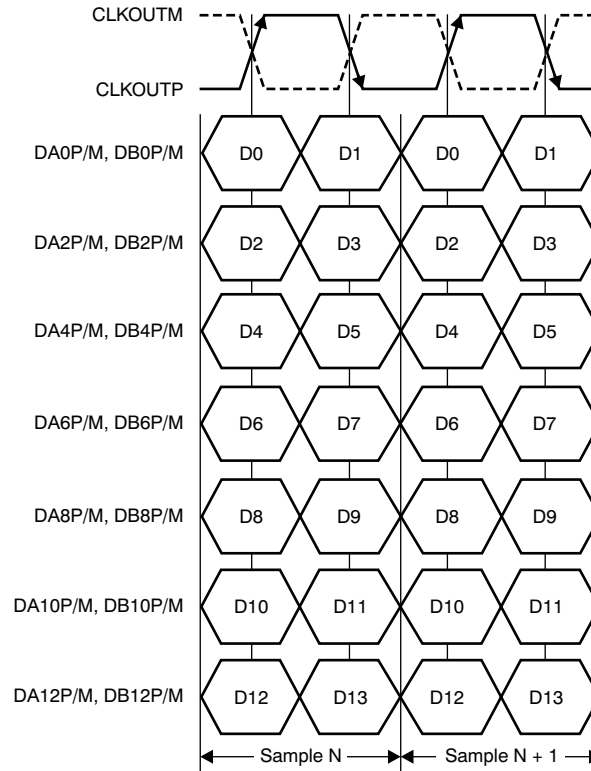 CLKOUTM
CLKOUTP
DA0P/M, DB0P/M D0 D1 D0 D1
DA2P/M, DB2P/M D2 D3 D2 D3
DA4P/M, DB4P/M D4 D5 D4 D5
DA6P/M, DB6P/M D6 D7 D6 D7
DA8P/M, DB8P/M D8 D9 D8 D9
DA10P/M, DB10P/M D10 D11 D10 D11
DA12P/M, DB12P/M D12 D13 D12 D13
Sample N Sample N + 1